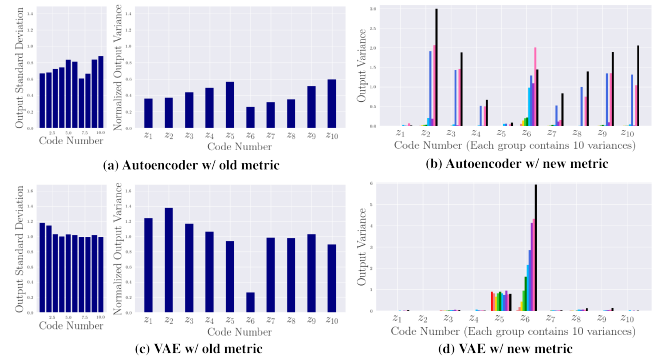 Output Standard Deviation
Code Number
Normalized Output Variance
z1 z2 z3 z4 z5 z6 z7 z8 z9 z10
Code Number
(a) Autoencoder w/ old metric
Output Variance
z1 z2 z3 z4 z5 z6 z7 z8 z9 z10
Code Number (Each group contains 10 variances)
(b) Autoencoder w/ new metric
Output Standard Deviation
Code Number
Normalized Output Variance
z1 z2 z3 z4 z5 z6 z7 z8 z9 z10
Code Number
(c) VAE w/ old metric
Output Variance
z1 z2 z3 z4 z5 z6 z7 z8 z9 z10
Code Number (Each group contains 10 variances)
(d) VAE w/ new metric